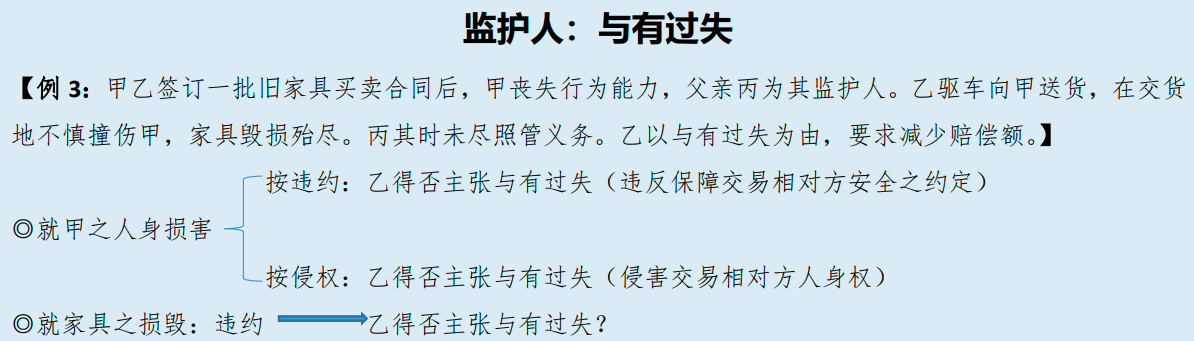 监护人：与有过失
【例 3：甲乙签订一批旧家具买卖合同后，甲丧失行为能力，父亲丙为其监护人。乙驱车向甲送货，在交货
地不慎撞伤甲，家具毁损殆尽。丙其时未尽照管义务。乙以与有过失为由，要求减少赔偿额。】
按违约：乙得否主张与有过失（违反保障交易相对方安全之约定）
◎就甲之人身损害
按侵权：乙得否主张与有过失（侵害交易相对方人身权）
◎就家具之损毁：违约 乙得否主张与有过失？